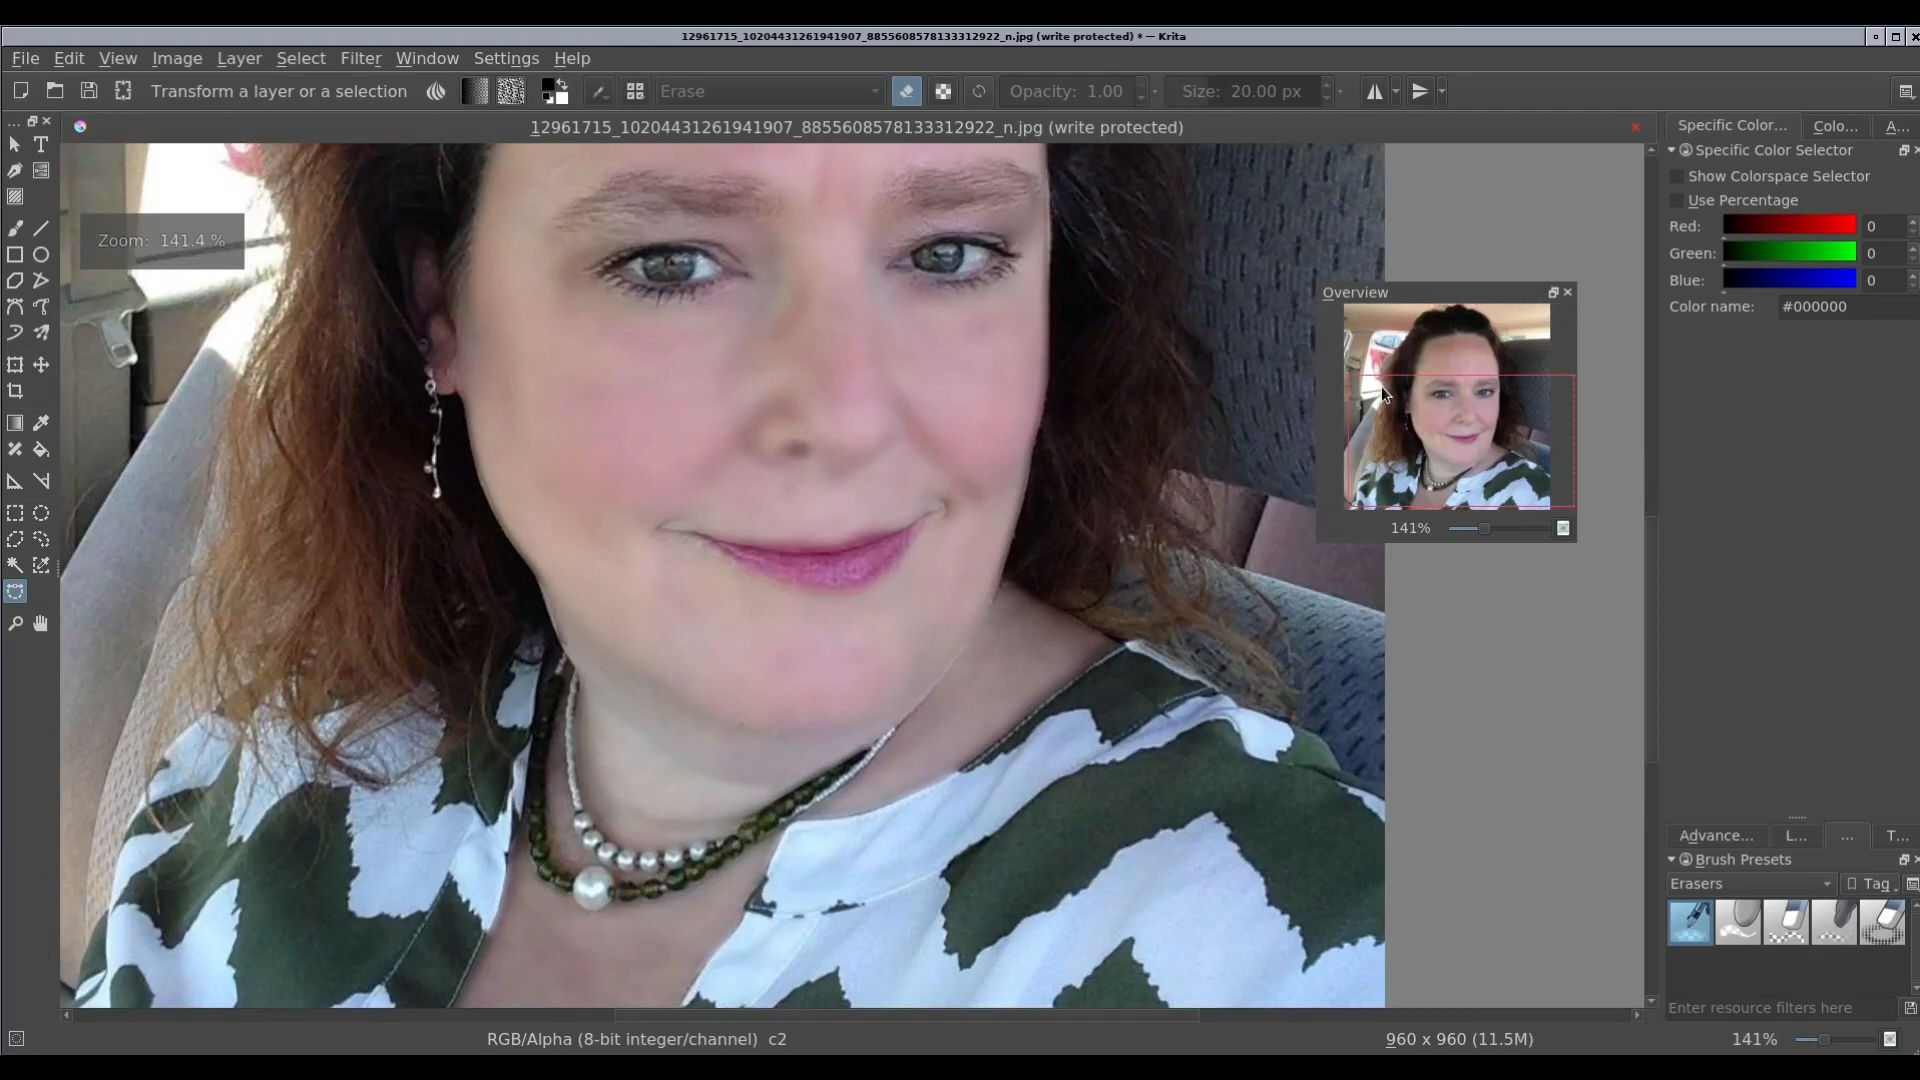 12961715_10204431261941907_8855608578133312922_n.jpg (write protected) * — Krita
File Edit View Image Layer Select Filter Window Settings Help
Transform a layer or a selection Erase Opacity: 1.00 Size: 20.00 px
12961715_10204431261941907_8855608578133312922_n.jpg (write protected)
Zoom: 141.4 %
Overview
141%
Specific Color... Colo... A...
Specific Color Selector
Show Colorspace Selector
Use Percentage
Red: 0
Green: 0
Blue: 0
Color name: #000000
Advance... L... ... T...
Brush Presets
Erasers Tag
Enter resource filters here
RGB/Alpha (8-bit integer/channel) c2 960 x 960 (11.5M) 141%